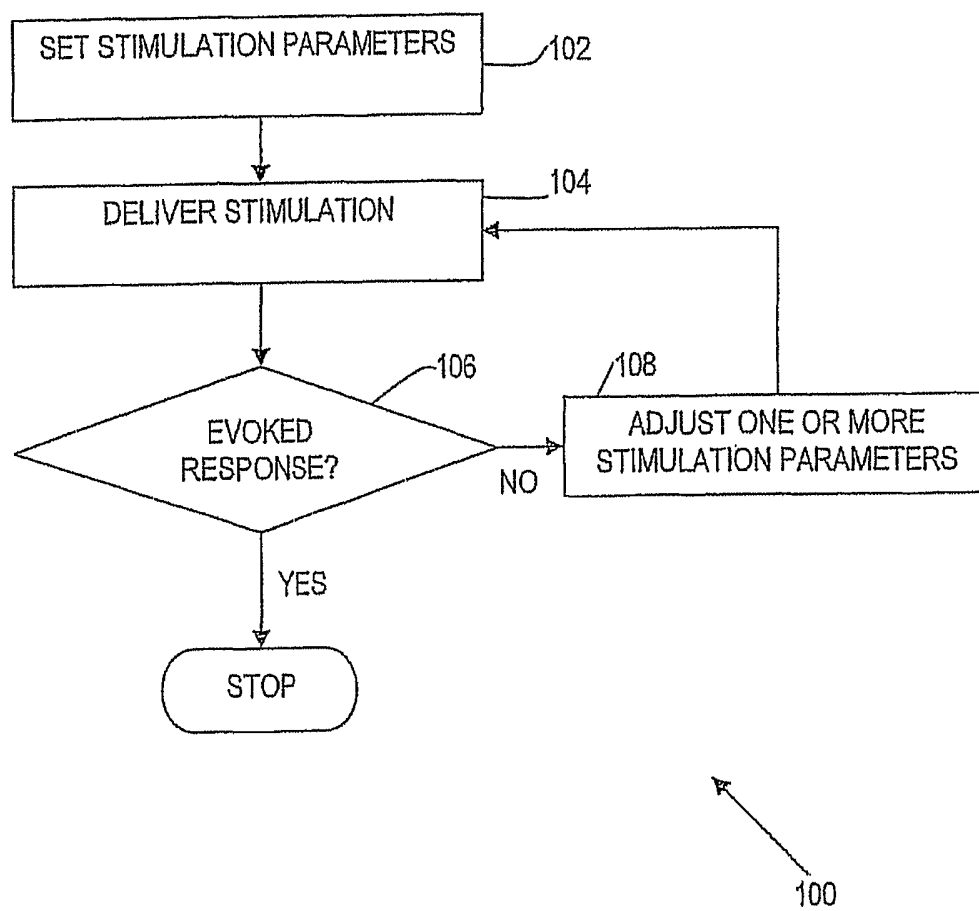 SET STIMULATION PARAMETERS
102
DELIVER STIMULATION
104
EVOKED
RESPONSE?
106
NO
108
ADJUST ONE OR MORE
STIMULATION PARAMETERS
YES
STOP
100